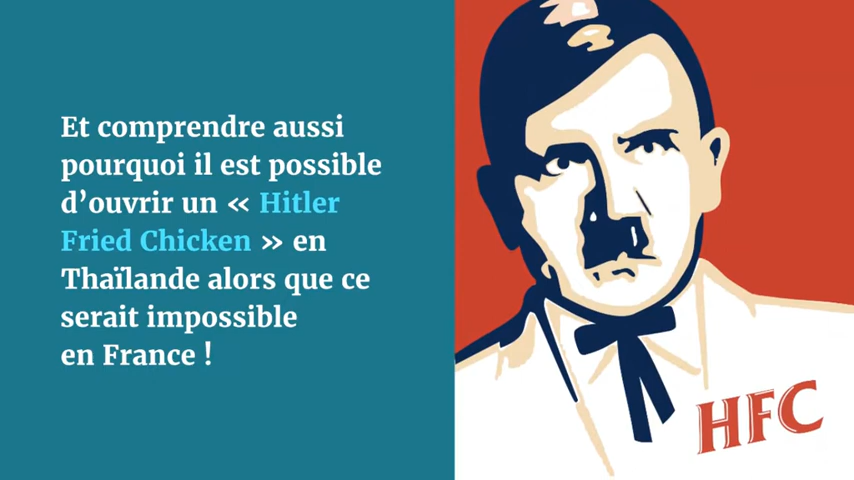 Et comprendre aussi
pourquoi il est possible
d’ouvrir un « Hitler
Fried Chicken » en
Thaïlande alors que ce
serait impossible
en France !
HFC